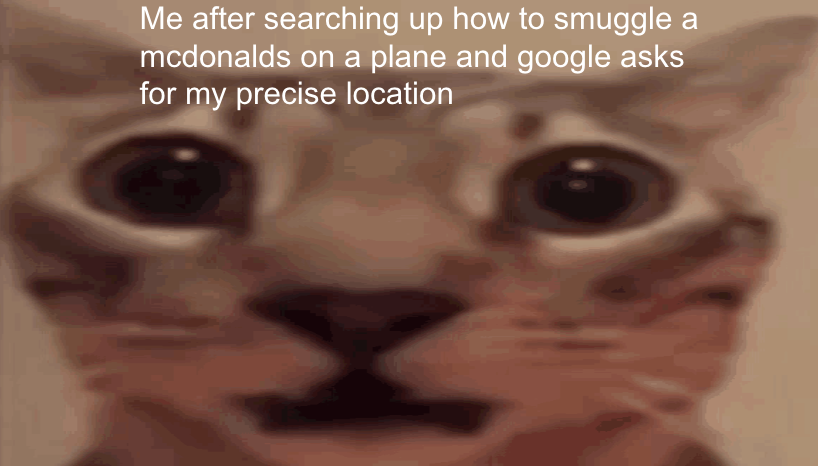 Me after searching up how to smuggle a
mcdonalds on a plane and google asks
for my precise location